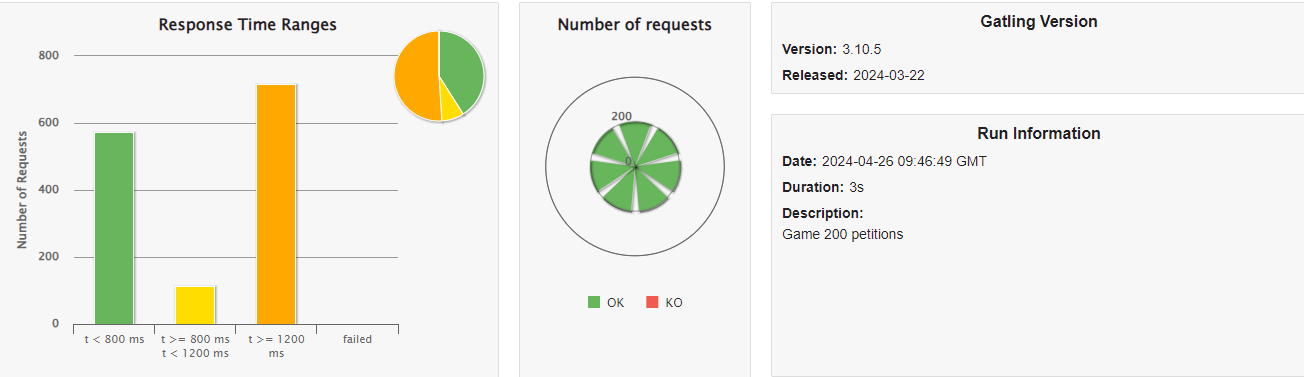 Response Time Ranges
Number of Requests
800
600
400
200
0
t < 800 ms
t >= 800 ms
t < 1200 ms
t >= 1200
ms
failed
Number of requests
200
0
OK
KO
Gatling Version
Version: 3.10.5
Released: 2024-03-22
Run Information
Date: 2024-04-26 09:46:49 GMT
Duration: 3s
Description:
Game 200 petitions